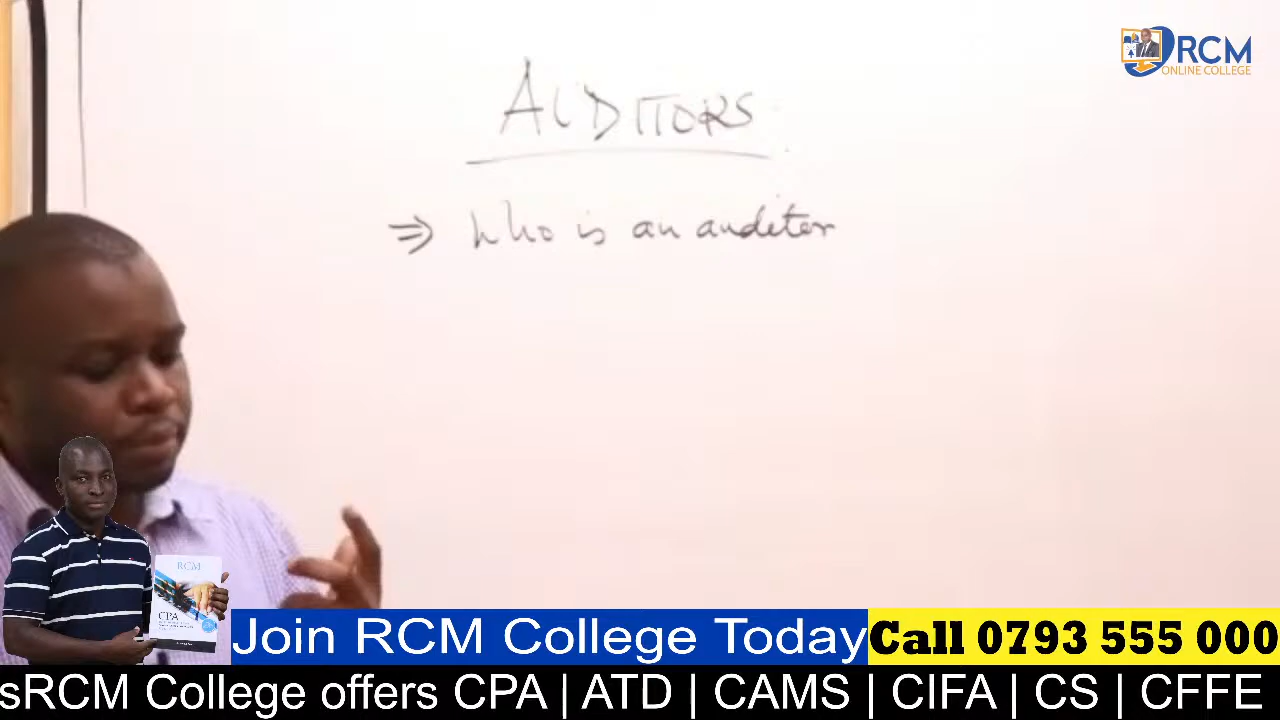 RCM
ONLINE COLLEGE
AUDITORS
⇒ who is an auditor
RCM
CPA
Join RCM College Today
Call 0793 555 000
sRCM College offers CPA | ATD | CAMS | CIFA | CS | CFFE